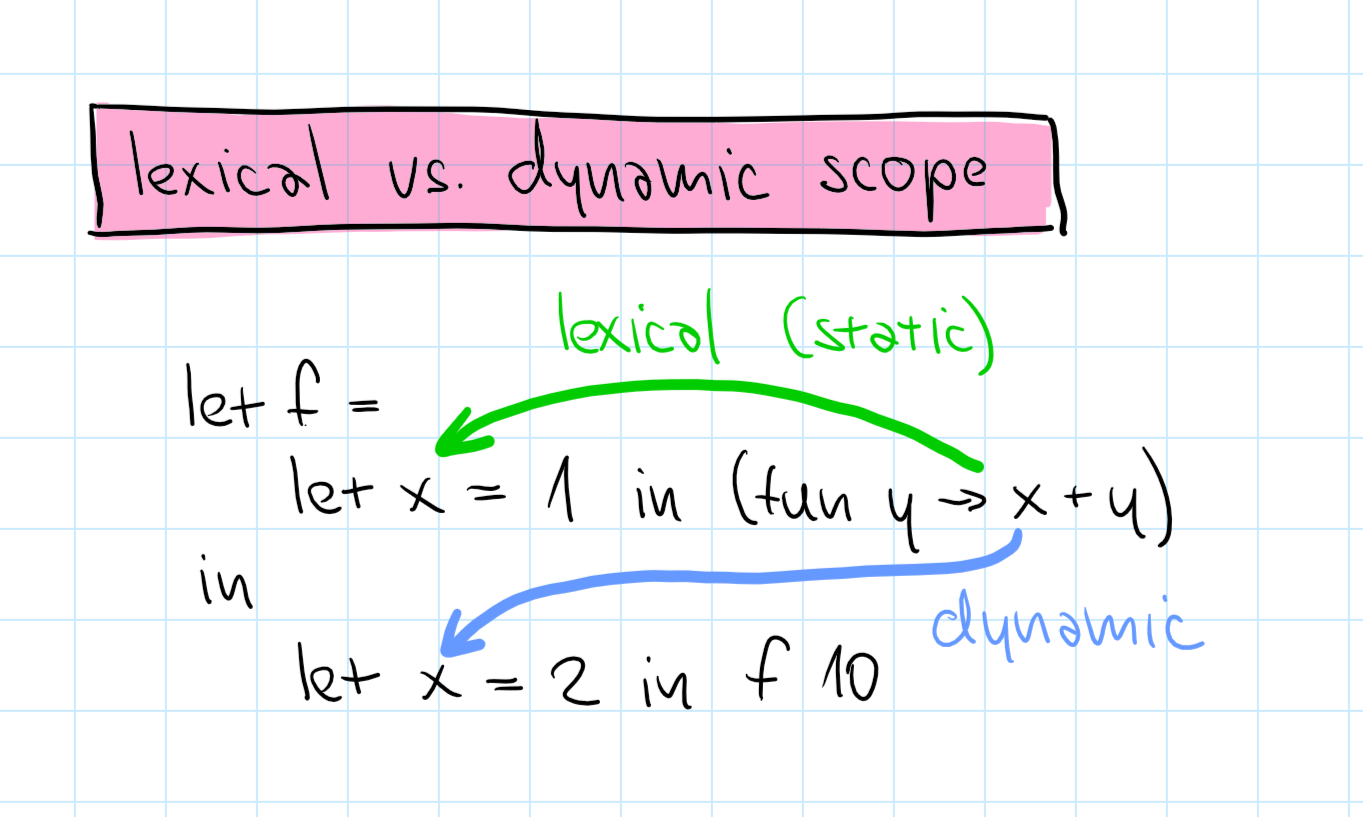 lexical vs. dynamic scope
lexical (static)
let f =
let x = 1 in (fun y → x + y)
in
dynamic
let x = 2 in f 10